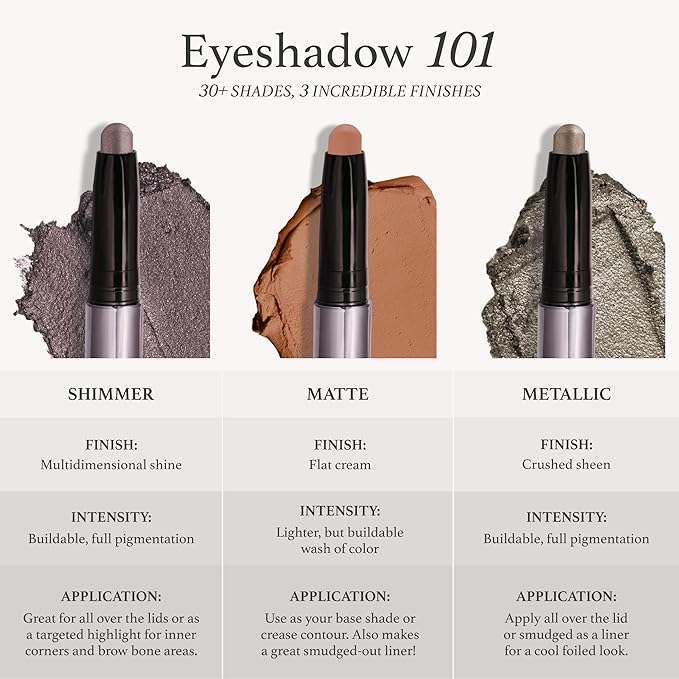 Eyeshadow 101
30+ SHADES, 3 INCREDIBLE FINISHES
SHIMMER
MATTE
METALLIC
FINISH:
Multidimensional shine
FINISH:
Flat cream
FINISH:
Crushed sheen
INTENSITY:
Buildable, full pigmentation
INTENSITY:
Lighter, but buildable
wash of color
INTENSITY:
Buildable, full pigmentation
APPLICATION:
Great for all over the lids or as
a targeted highlight for inner
corners and brow bone areas.
APPLICATION:
Use as your base shade or
crease contour. Also makes
a great smudged-out liner!
APPLICATION:
Apply all over the lid
or smudged as a liner
for a cool foiled look.